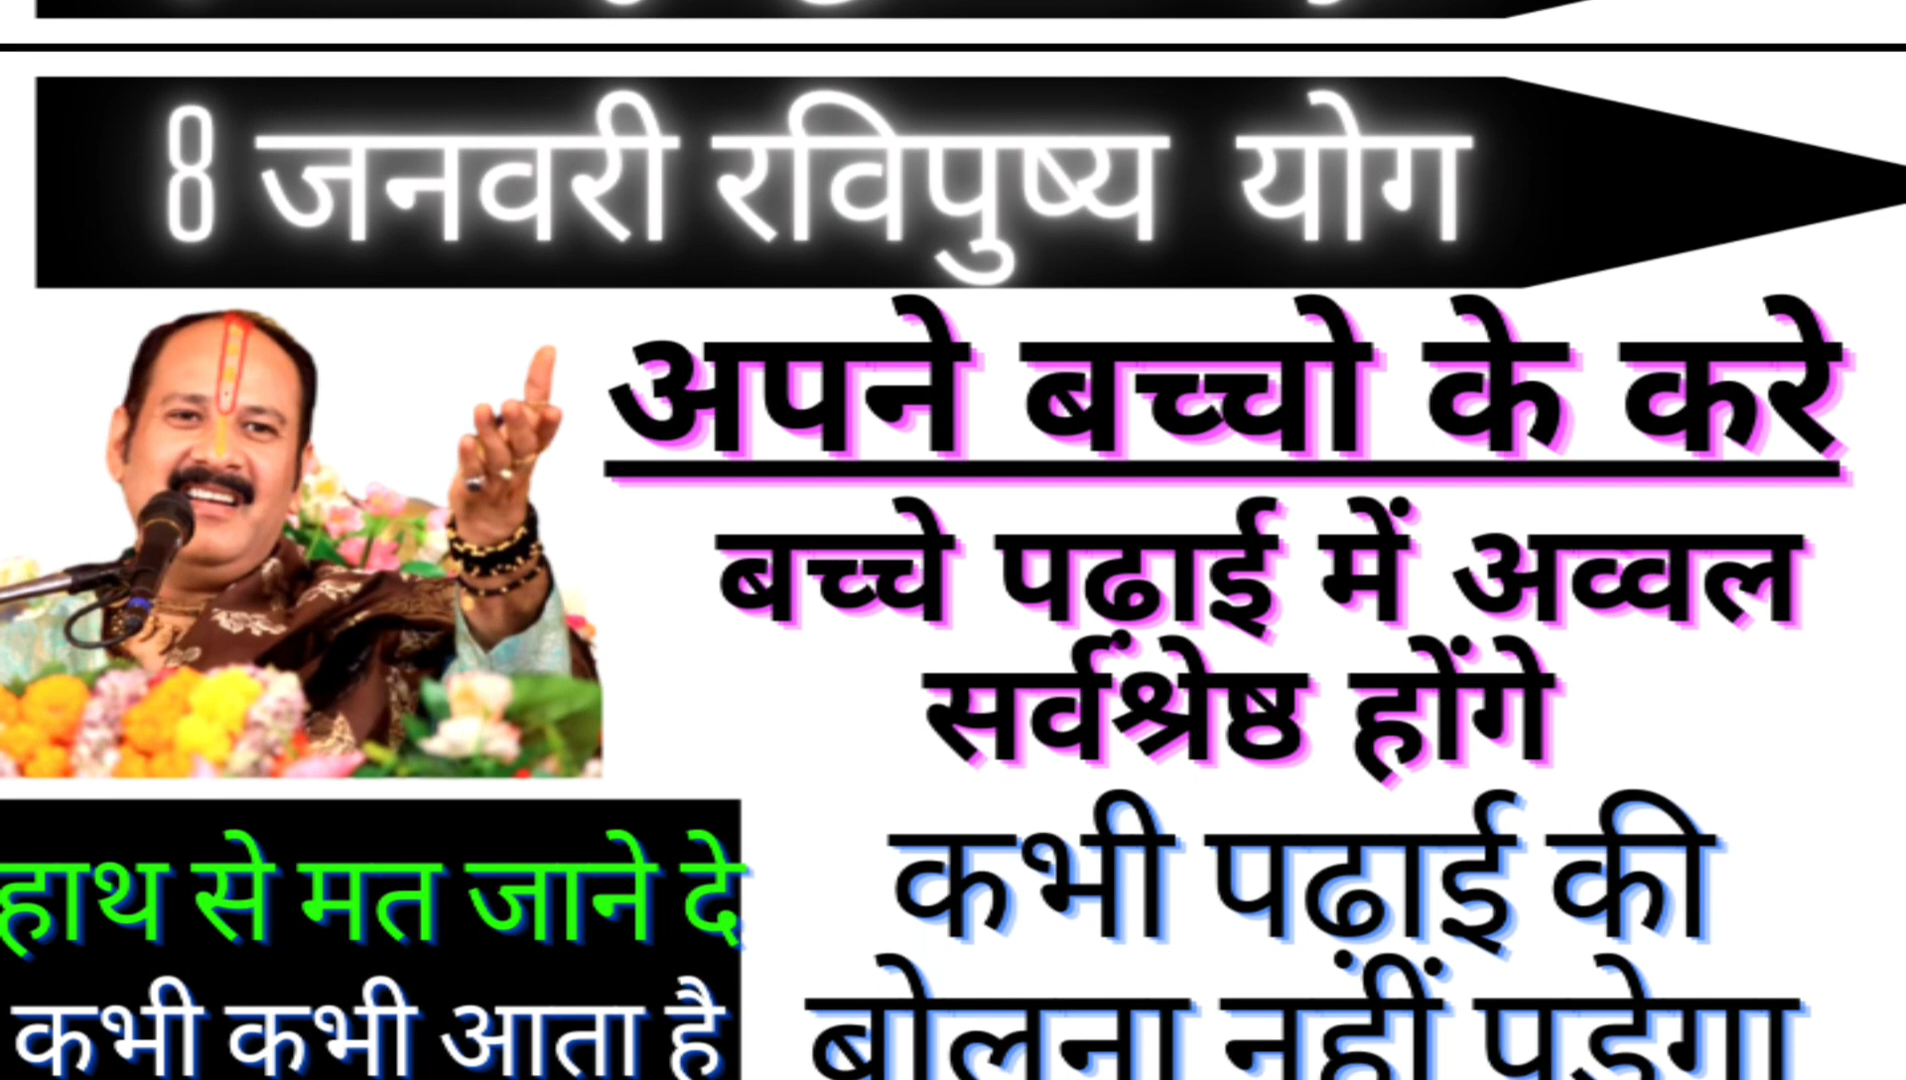 8 जनवरी रविपुष्य योग
अपने बच्चो के करे
बच्चे पढ़ाई में अव्वल
सर्वश्रेष्ठ होंगे
कभी पढ़ाई की
बोलना नहीं पड़ेगा
हाथ से मत जाने दे
कभी कभी आता है